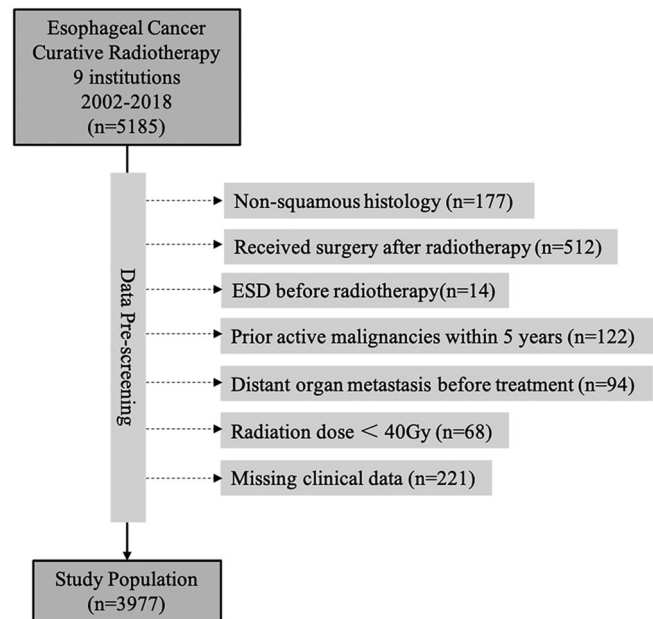 Esophageal Cancer
Curative Radiotherapy
9 institutions
2002-2018
(n=5185)
Data Pre-screening
Non-squamous histology (n=177)
Received surgery after radiotherapy (n=512)
ESD before radiotherapy(n=14)
Prior active malignancies within 5 years (n=122)
Distant organ metastasis before treatment (n=94)
Radiation dose < 40Gy (n=68)
Missing clinical data (n=221)
Study Population
(n=3977)